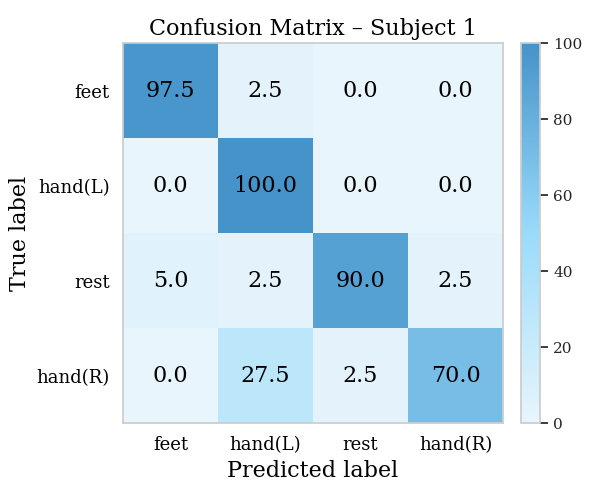 Confusion Matrix – Subject 1
True label
feet 97.5 2.5 0.0 0.0
hand(L) 0.0 100.0 0.0 0.0
rest 5.0 2.5 90.0 2.5
hand(R) 0.0 27.5 2.5 70.0
feet hand(L) rest hand(R)
Predicted label
100
80
60
40
20
0